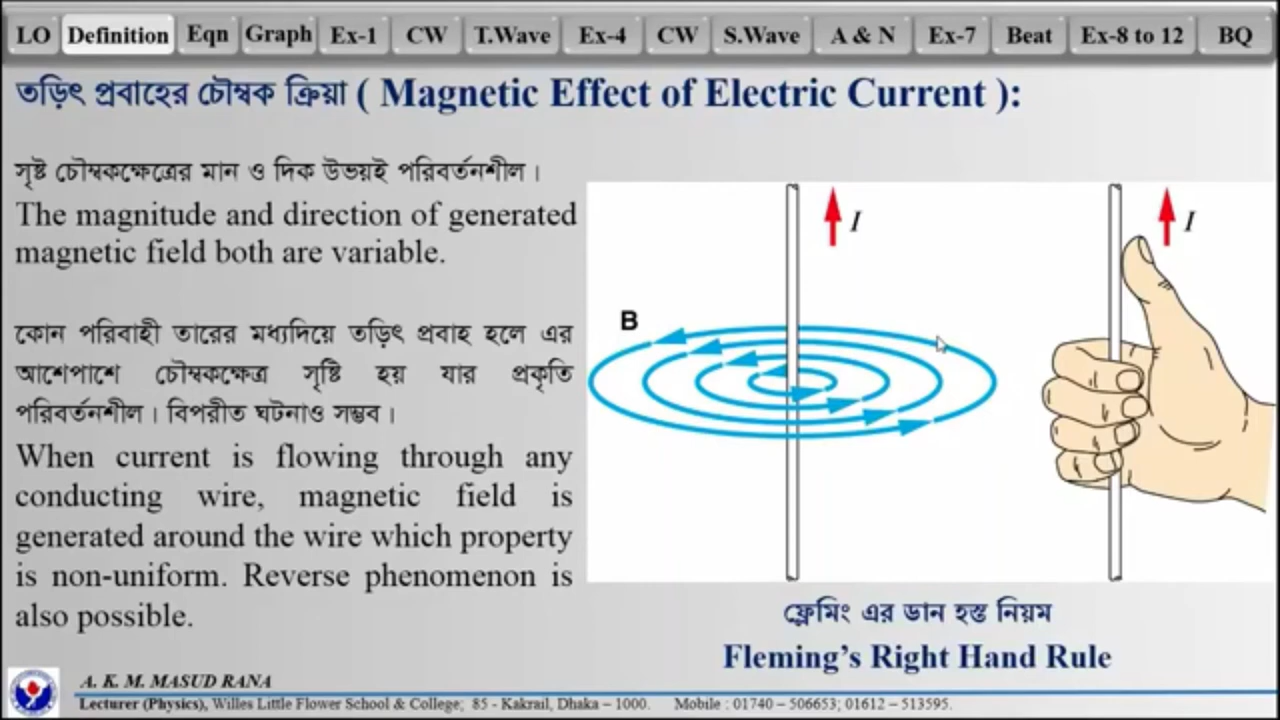 LO Definition Eqn Graph Ex-1 CW T.Wave Ex-4 CW S.Wave A & N Ex-7 Beat Ex-8 to 12 BQ
তড়িৎ প্রবাহের চৌম্বক ক্রিয়া ( Magnetic Effect of Electric Current ):
সৃষ্ট চৌম্বকক্ষেত্রের মান ও দিক উভয়ই পরিবর্তনশীল।
The magnitude and direction of generated
magnetic field both are variable.
কোন পরিবাহী তারের মধ্যদিয়ে তড়িৎ প্রবাহ হলে এর
আশেপাশে চৌম্বকক্ষেত্র সৃষ্টি হয় যার প্রকৃতি
পরিবর্তনশীল। বিপরীত ঘটনাও সম্ভব।
When current is flowing through any
conducting wire, magnetic field is
generated around the wire which property
is non-uniform. Reverse phenomenon is
also possible.
I
I
B
ফ্লেমিং এর ডান হস্ত নিয়ম
Fleming’s Right Hand Rule
A. K. M. MASUD RANA
Lecturer (Physics), Willes Little Flower School & College; 85 - Kakrail, Dhaka – 1000. Mobile : 01740 – 506653; 01612 – 513595.